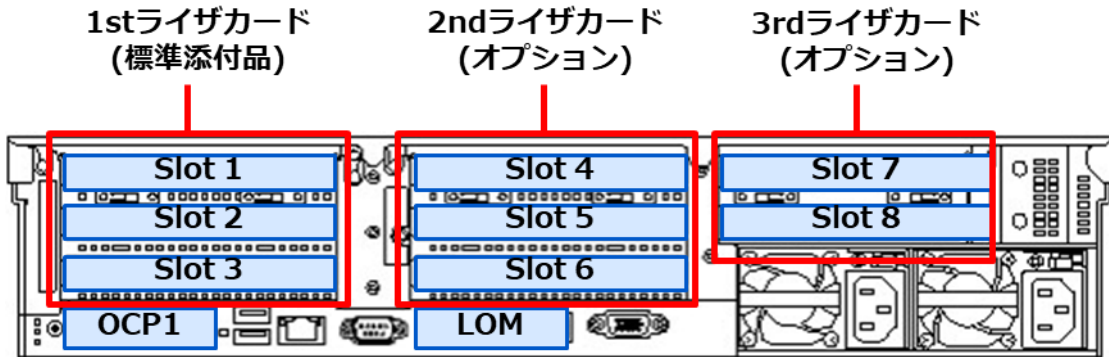 1stライザカード
(標準添付品)
2ndライザカード
(オプション)
3rdライザカード
(オプション)
Slot 1
Slot 4
Slot 7
Slot 2
Slot 5
Slot 8
Slot 3
Slot 6
OCP1
LOM